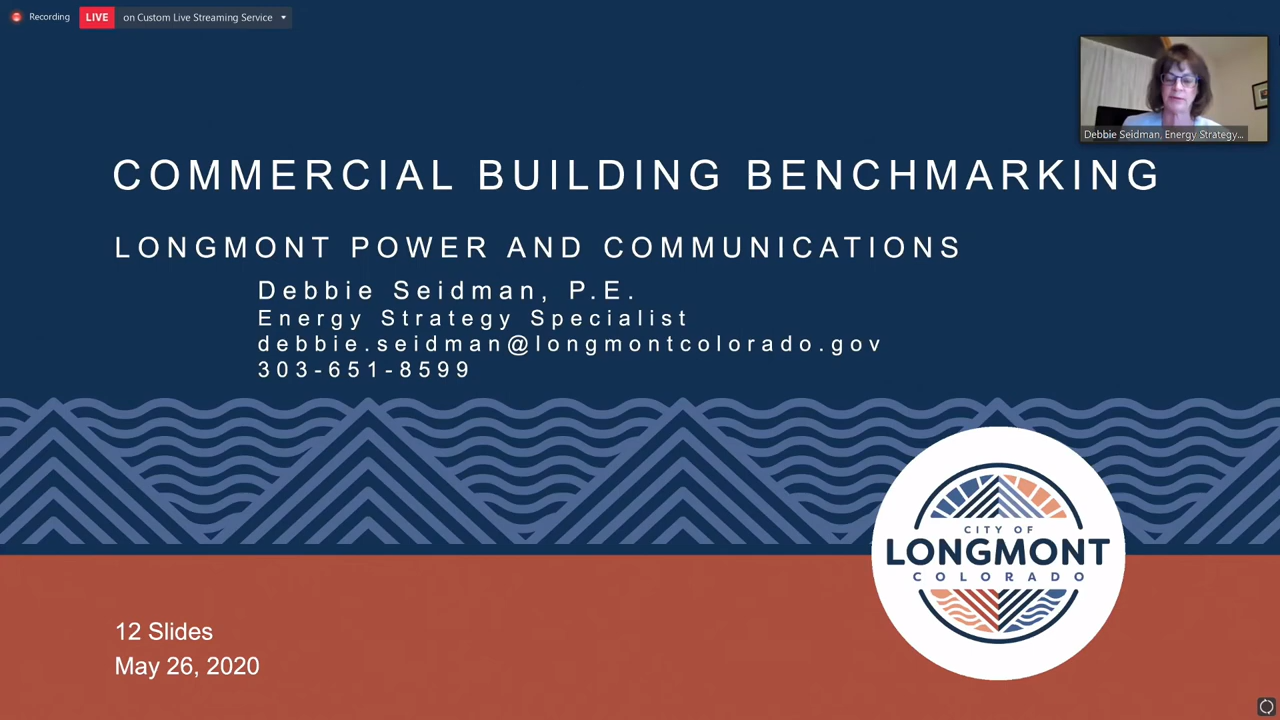 Recording
LIVE on Custom Live Streaming Service
Debbie Seidman, Energy Strategy...
COMMERCIAL BUILDING BENCHMARKING
LONGMONT POWER AND COMMUNICATIONS
Debbie Seidman, P.E.
Energy Strategy Specialist
debbie.seidman@longmontcolorado.gov
303-651-8599
CITY OF
LONGMONT
COLORADO
12 Slides
May 26, 2020